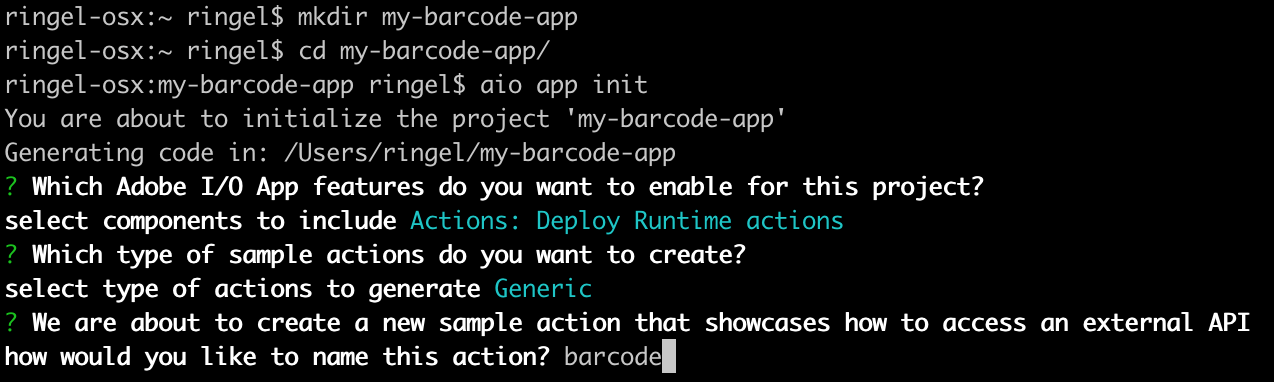 ringel-osx:~ ringel$ mkdir my-barcode-app
ringel-osx:~ ringel$ cd my-barcode-app/
ringel-osx:my-barcode-app ringel$ aio app init
You are about to initialize the project 'my-barcode-app'
Generating code in: /Users/ringel/my-barcode-app
? Which Adobe I/O App features do you want to enable for this project?
select components to include Actions: Deploy Runtime actions
? Which type of sample actions do you want to create?
select type of actions to generate Generic
? We are about to create a new sample action that showcases how to access an external API
how would you like to name this action? barcode